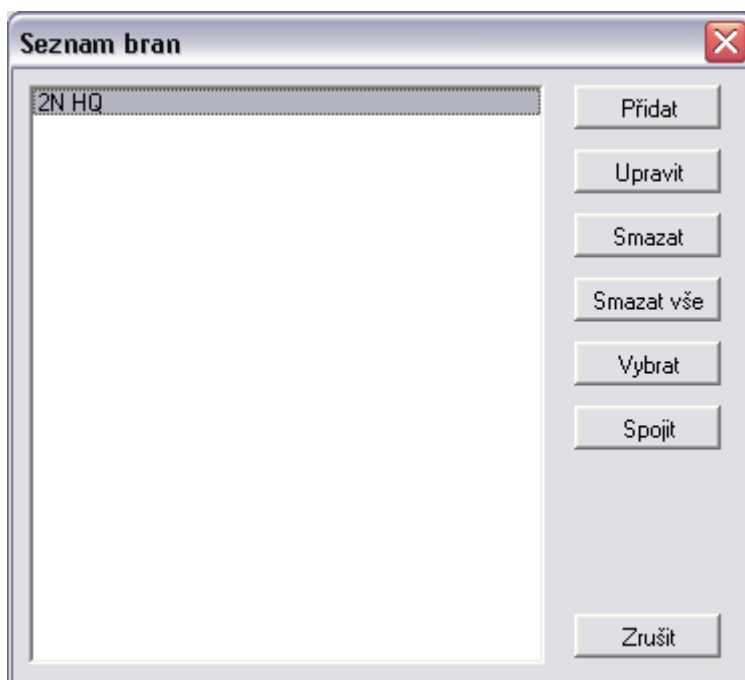 Seznam bran
2N HQ
Přidat
Upravit
Smazat
Smazat vše
Vybrat
Spojit
Zrušit